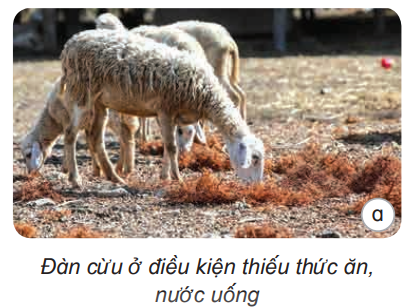 a
Đàn cừu ở điều kiện thiếu thức ăn,
nước uống